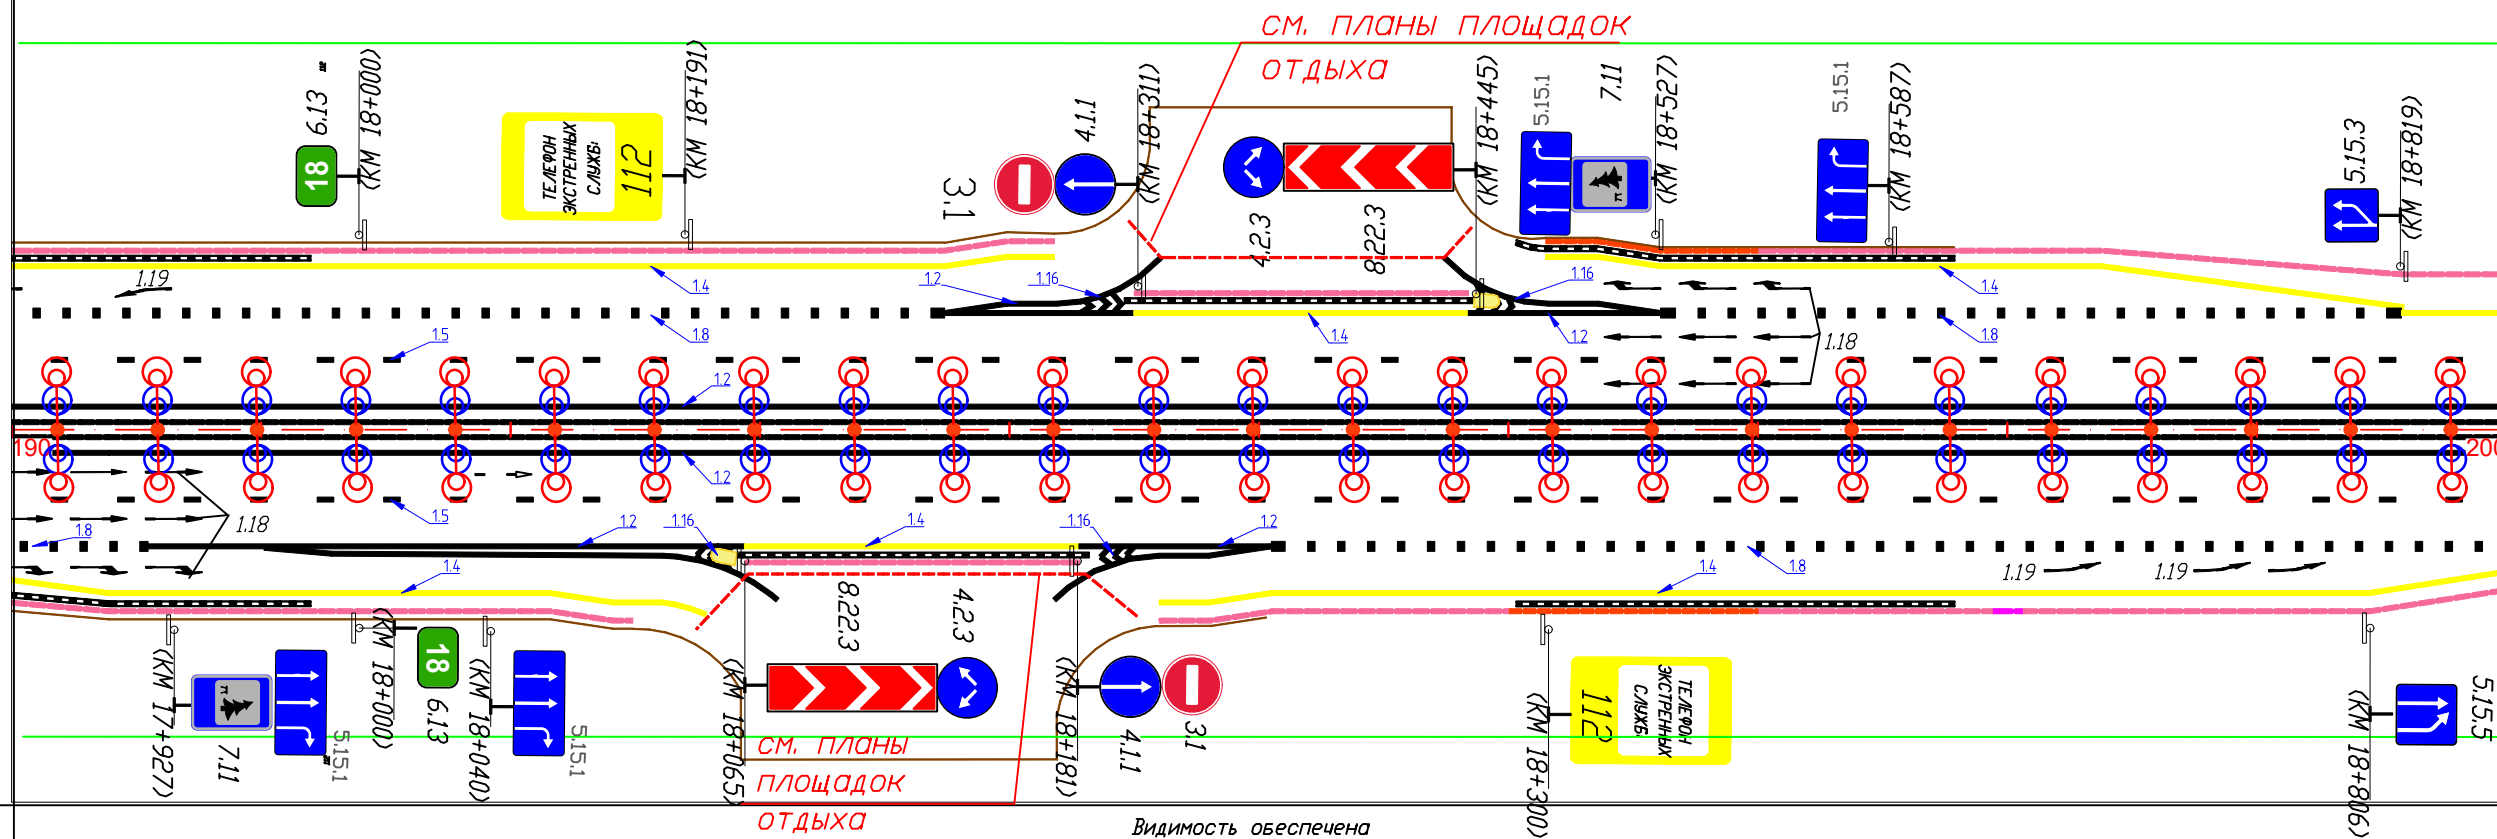 см. планы площадок
отдыха
6.13
18
(КМ 18+000)
ТЕЛЕФОН
ЭКСТРЕННЫХ
СЛУЖБ:
112
(КМ 18+191)
3.1
4.1.1
(КМ 18+311)
4.2.3
8.22.3
(КМ 18+445)
5.15.1
7.11
(КМ 18+527)
5.15.1
(КМ 18+587)
5.15.3
(КМ 18+819)
1.19
1.4
1.2
1.16
1.16
1.4
1.8
1.5
1.4
1.2
1.18
1.8
1.2
190
200
1.2
1.5
1.18
1.8
1.2
1.16
1.4
1.16
1.2
1.4
1.4
1.8
1.19
1.19
(КМ 17+927)
7.11
5.15.1
(КМ 18+000)
18
6.13
(КМ 18+040)
5.15.1
(КМ 18+065)
8.22.3
4.2.3
(КМ 18+181)
4.1.1
3.1
(КМ 18+300)
112
ТЕЛЕФОН
ЭКСТРЕННЫХ
СЛУЖБ:
(КМ 18+806)
5.15.5
см. планы
площадок
отдыха
Видимость обеспечена